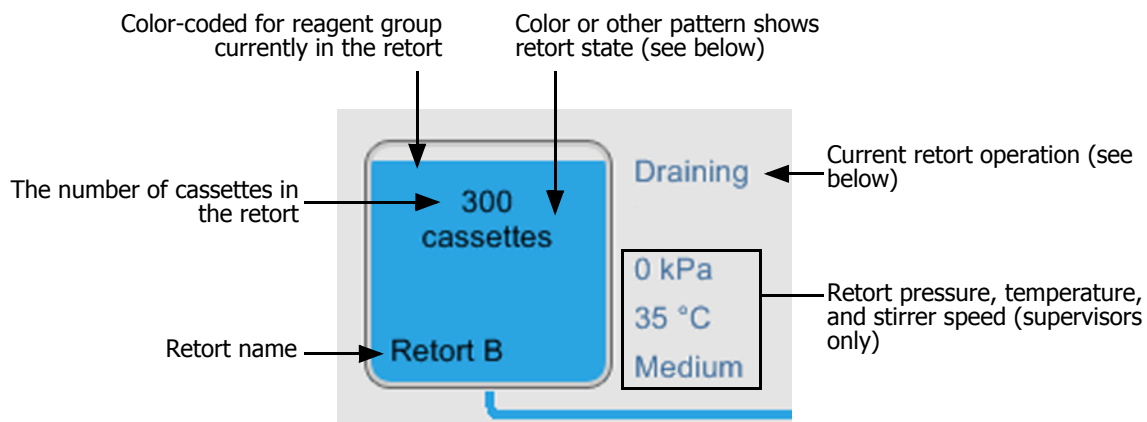 Color-coded for reagent group
currently in the retort
Color or other pattern shows
retort state (see below)
The number of cassettes in
the retort
300
cassettes
Draining
Current retort operation (see
below)
0 kPa
35 °C
Medium
Retort pressure, temperature,
and stirrer speed (supervisors
only)
Retort name
Retort B